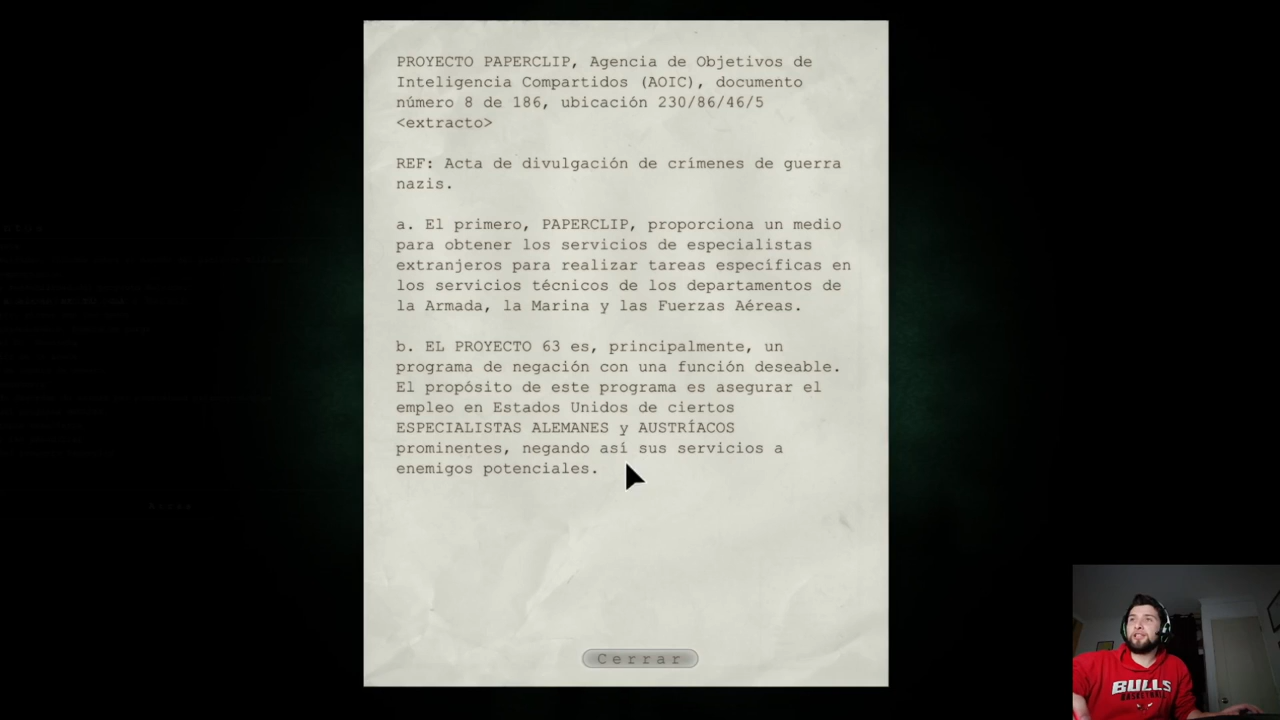 PROYECTO PAPERCLIP, Agencia de Objetivos de
Inteligencia Compartidos (AOIC), documento
número 8 de 186, ubicación 230/86/46/5
<extracto>
REF: Acta de divulgación de crímenes de guerra
nazis.
a. El primero, PAPERCLIP, proporciona un medio
para obtener los servicios de especialistas
extranjeros para realizar tareas específicas en
los servicios técnicos de los departamentos de
la Armada, la Marina y las Fuerzas Aéreas.
b. EL PROYECTO 63 es, principalmente, un
programa de negación con una función deseable.
El propósito de este programa es asegurar el
empleo en Estados Unidos de ciertos
ESPECIALISTAS ALEMANES y AUSTRÍACOS
prominentes, negando así sus servicios a
enemigos potenciales.
Cerrar
BULLS
BASKETBALL